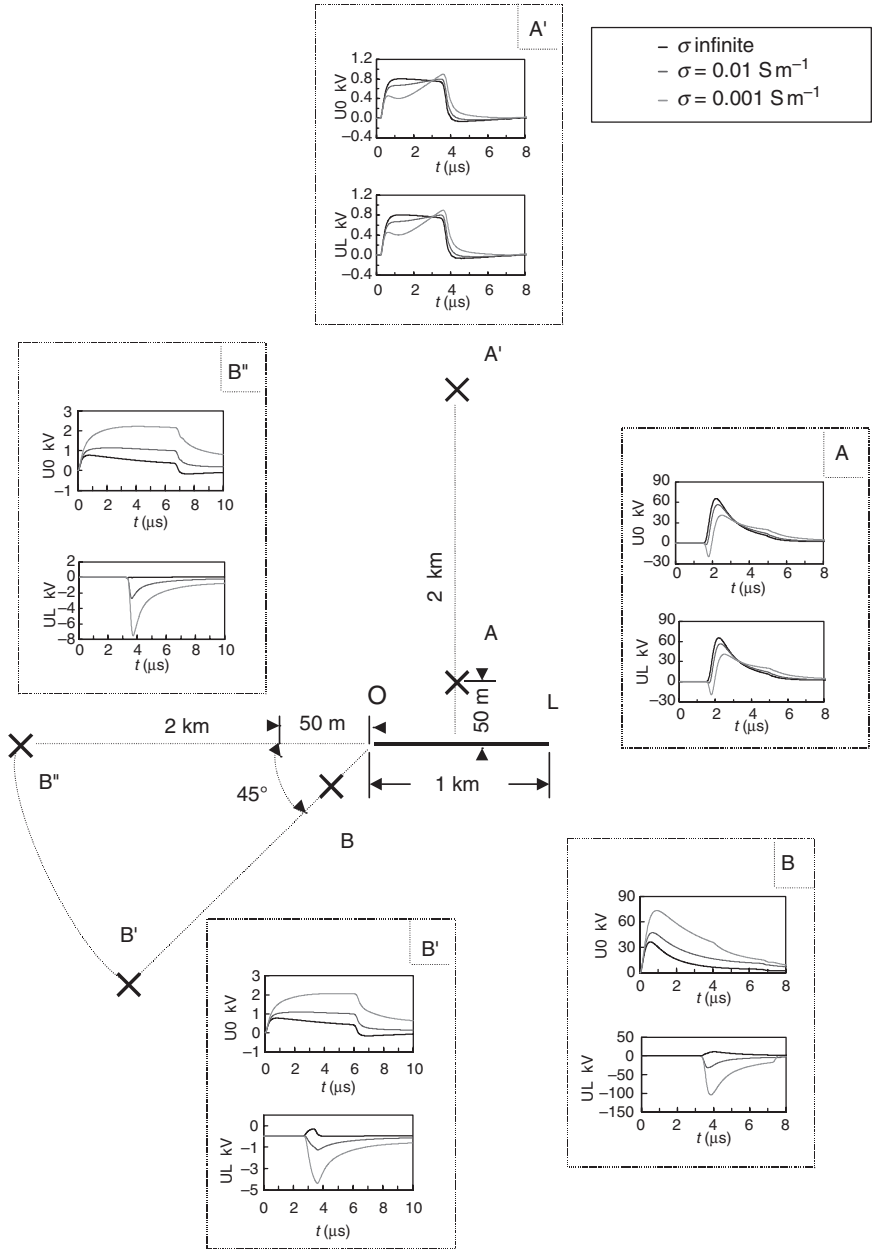 A'
1.2
0.8
0.4
0.0
−0.4
U0 kV
0 2 4 6 8
t (μs)
1.2
0.8
0.4
0.0
−0.4
UL kV
0 2 4 6 8
t (μs)
σ infinite
σ = 0.01 S m⁻¹
σ = 0.001 S m⁻¹
B"
3
2
1
0
−1
U0 kV
0 2 4 6 8 10
t (μs)
2
0
−2
−4
−6
−8
UL kV
0 2 4 6 8 10
t (μs)
A'
2 km
A
50 m
O
L
2 km
50 m
1 km
45°
B"
B
B'
A
90
60
30
0
−30
U0 kV
0 2 4 6 8
t (μs)
90
60
30
0
−30
UL kV
0 2 4 6 8
t (μs)
B
90
60
30
0
U0 kV
0 2 4 6 8
t (μs)
50
0
−50
−100
−150
UL kV
0 2 4 6 8
t (μs)
B'
3
2
1
0
−1
U0 kV
0 2 4 6 8 10
t (μs)
0
−1
−3
−5
UL kV
0 2 4 6 8 10
t (μs)